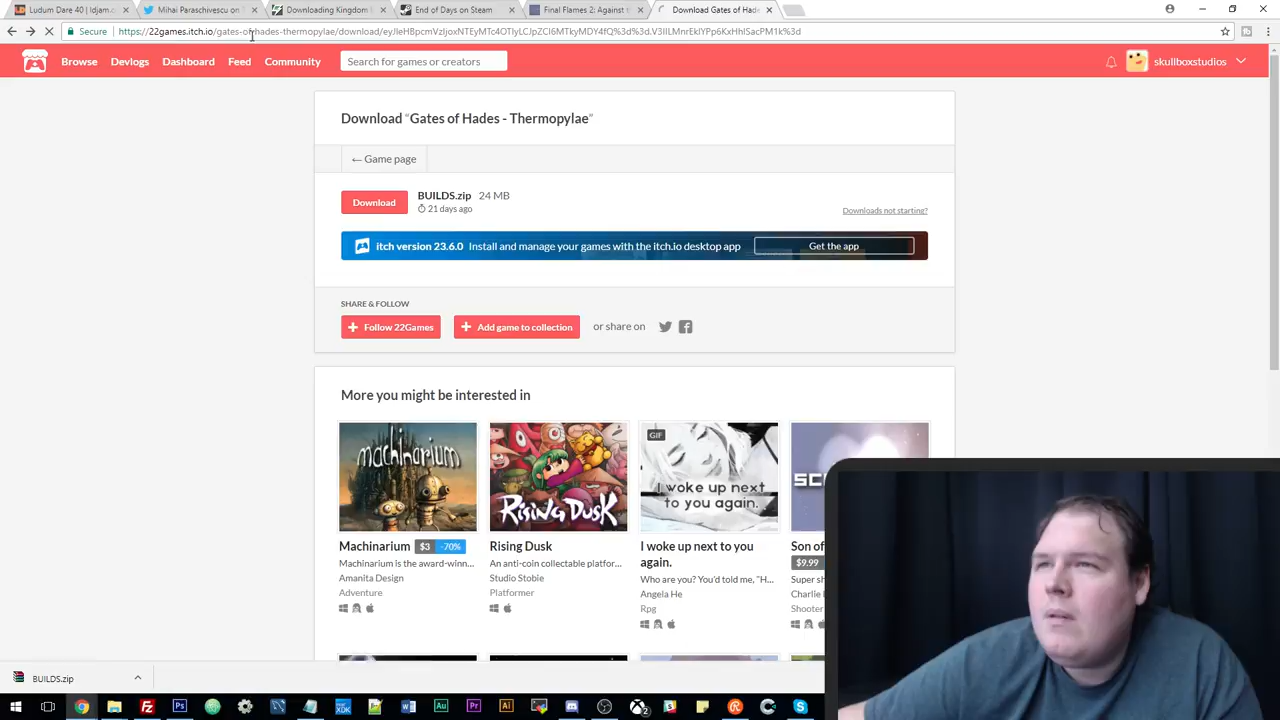 Ludum Dare 40 | ldjam.d
Mihai Paraschivescu on
Downloading Kingdom
End of Days on Steam
Final Flames 2: Against
Download Gates of Had
Secure
https://22games.itch.io/gates-of-hades-thermopylae/download/
Browse
Devlogs
Dashboard
Feed
Community
Search for games or creators
skullboxstudios
Download “Gates of Hades - Thermopylae”
← Game page
Download
BUILDS.zip 24 MB
21 days ago
Downloads not starting?
itch version 23.6.0 Install and manage your games with the itch.io desktop app
Get the app
SHARE & FOLLOW
+ Follow 22Games
+ Add game to collection
or share on
More you might be interested in
machinarium
RISING DUSK
GIF
I woke up next
to you again.
SC
Machinarium $3 -70%
Machinarium is the award-winn...
Amanita Design
Adventure
Rising Dusk
An anti-coin collectable platfor...
Studio Stobie
Platformer
I woke up next to you
again.
Who are you? You'd told me, "H...
Angela He
Rpg
Son of
$9.99
Super sh
Charlie
Shooter
BUILDS.zip